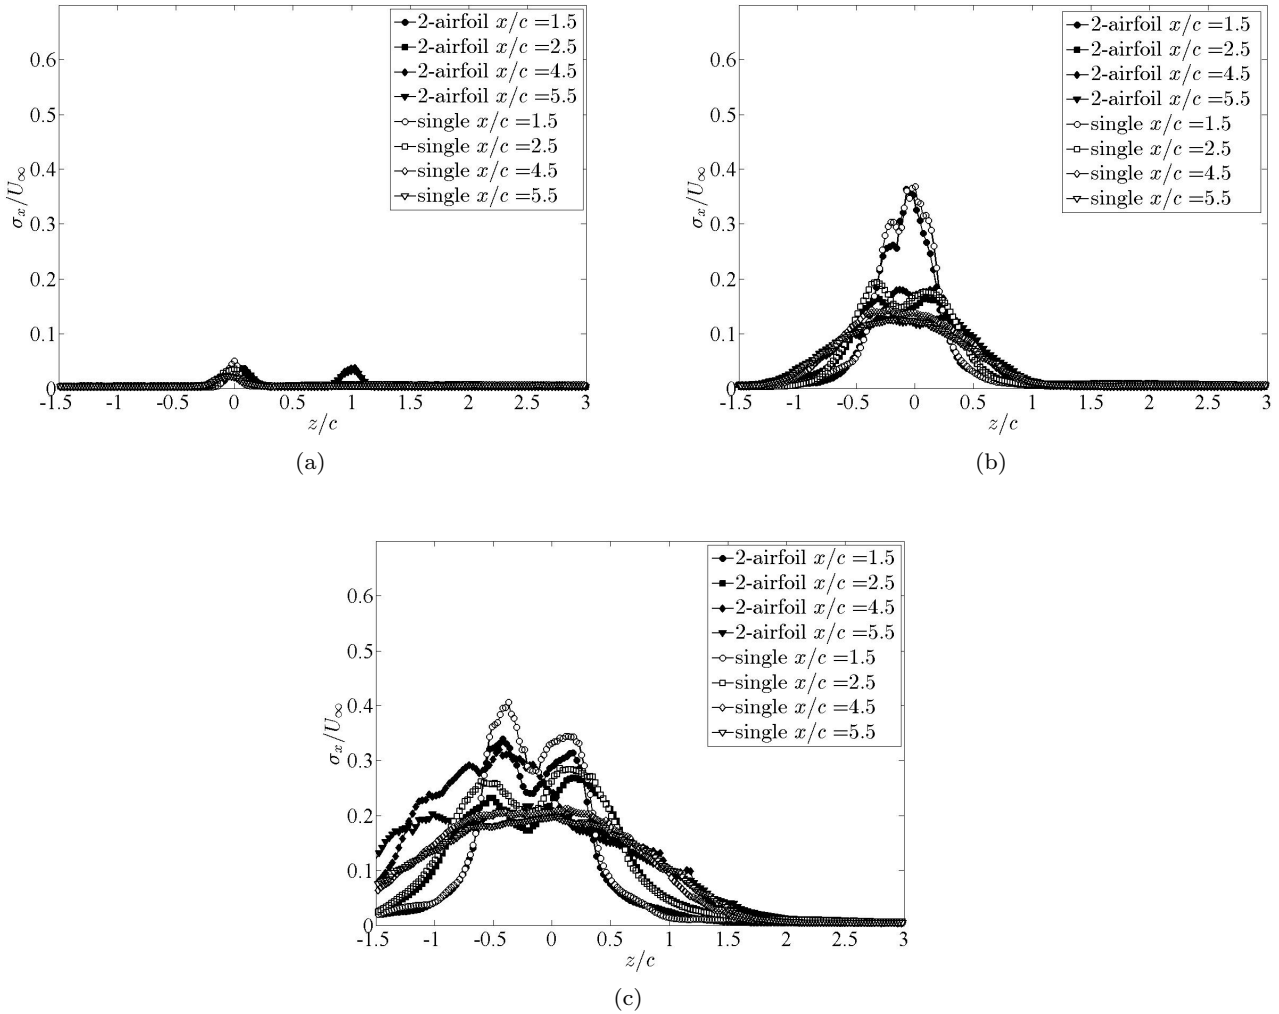 2-airfoil x/c =1.5
2-airfoil x/c =2.5
2-airfoil x/c =4.5
2-airfoil x/c =5.5
single x/c =1.5
single x/c =2.5
single x/c =4.5
single x/c =5.5
0.6
0.5
0.4
0.3
0.2
0.1
0
σx/U∞
-1.5 -1 -0.5 0 0.5 1 1.5 2 2.5 3
z/c
(a)
2-airfoil x/c =1.5
2-airfoil x/c =2.5
2-airfoil x/c =4.5
2-airfoil x/c =5.5
single x/c =1.5
single x/c =2.5
single x/c =4.5
single x/c =5.5
0.6
0.5
0.4
0.3
0.2
0.1
0
σx/U∞
-1.5 -1 -0.5 0 0.5 1 1.5 2 2.5 3
z/c
(b)
2-airfoil x/c =1.5
2-airfoil x/c =2.5
2-airfoil x/c =4.5
2-airfoil x/c =5.5
single x/c =1.5
single x/c =2.5
single x/c =4.5
single x/c =5.5
0.6
0.5
0.4
0.3
0.2
0.1
0
σx/U∞
-1.5 -1 -0.5 0 0.5 1 1.5 2 2.5 3
z/c
(c)